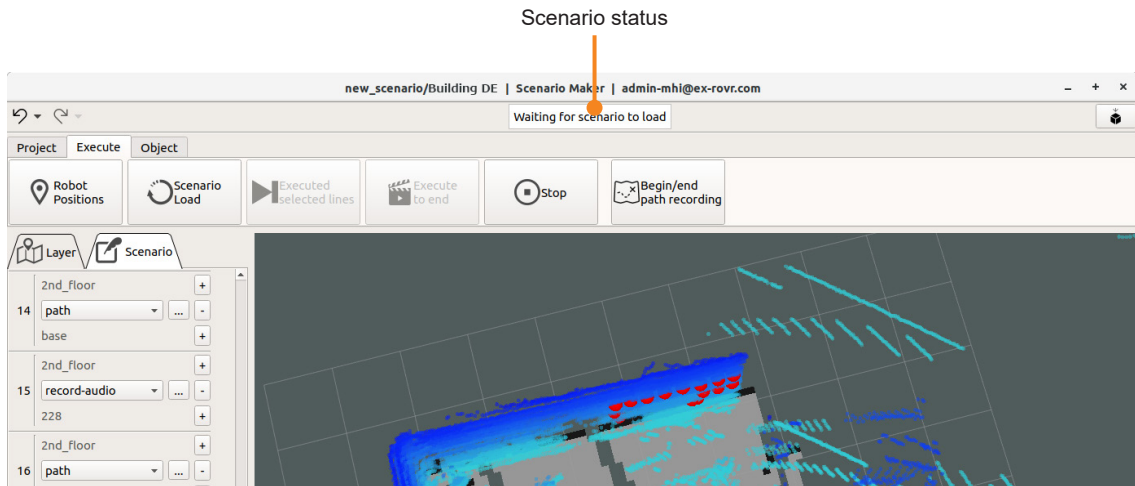 Scenario status
new_scenario/Building DE | Scenario Maker | admin-mhi@ex-rovr.com
Waiting for scenario to load
Project Execute Object
Robot Positions
Scenario Load
Executed selected lines
Execute to end
Stop
Begin/end path recording
Layer Scenario
2nd_floor +
14 path ... -
base +
2nd_floor +
15 record-audio ... -
228 +
2nd_floor +
16 path ... -